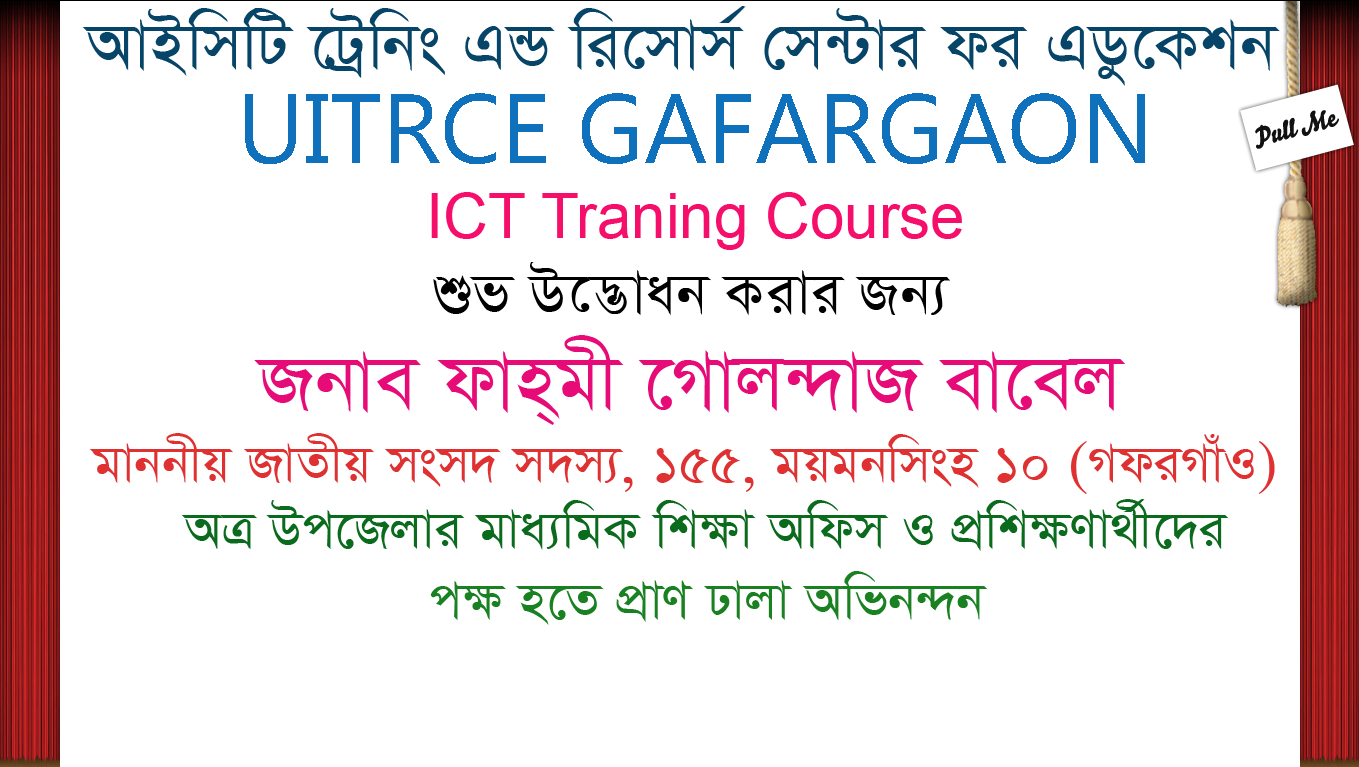 আইসিটি ট্রেনিং এন্ড রিসোর্স সেন্টার ফর এডুকেশন
UITRCE GAFARGAON
Pull Me
ICT Traning Course
শুভ উদ্ভোধন করার জন্য
জনাব ফাহ্‌মী গোলন্দাজ বাবেল
মাননীয় জাতীয় সংসদ সদস্য, ১৫৫, ময়মনসিংহ ১০ (গফরগাঁও)
অত্র উপজেলার মাধ্যমিক শিক্ষা অফিস ও প্রশিক্ষণার্থীদের
পক্ষ হতে প্রাণ ঢালা অভিনন্দন